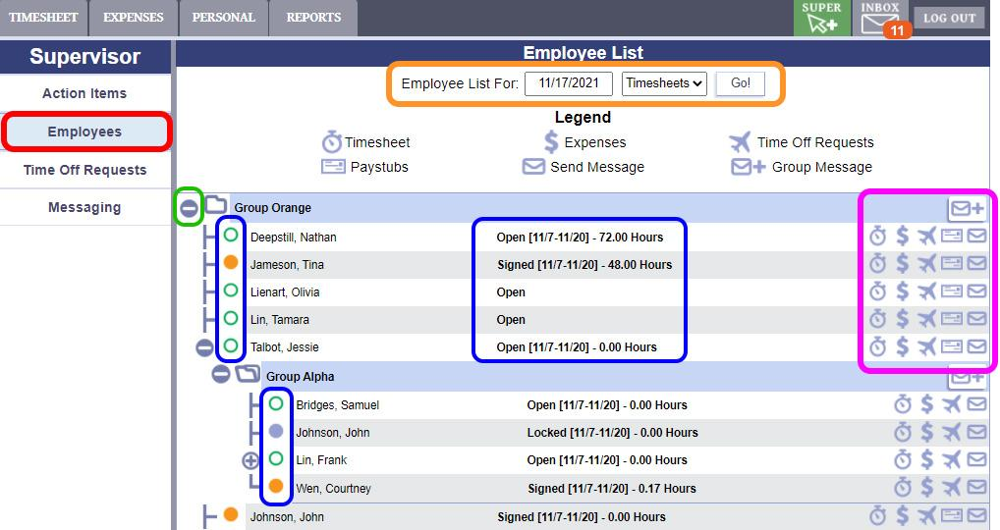 TIMESHEET EXPENSES PERSONAL REPORTS SUPER INBOX 11 LOG OUT
Supervisor
Action Items
Employees
Time Off Requests
Messaging
Employee List
Employee List For: 11/17/2021 Timesheets Go!
Legend
Timesheet Expenses Time Off Requests
Paystubs Send Message Group Message
Group Orange
Deepstill, Nathan Open [11/7-11/20] - 72.00 Hours
Jameson, Tina Signed [11/7-11/20] - 48.00 Hours
Lienart, Olivia Open
Lin, Tamara Open
Talbot, Jessie Open [11/7-11/20] - 0.00 Hours
Group Alpha
Bridges, Samuel Open [11/7-11/20] - 0.00 Hours
Johnson, John Locked [11/7-11/20] - 0.00 Hours
Lin, Frank Open [11/7-11/20] - 0.00 Hours
Wen, Courtney Signed [11/7-11/20] - 0.17 Hours
Johnson, John Signed [11/7-11/20] - 0.00 Hours